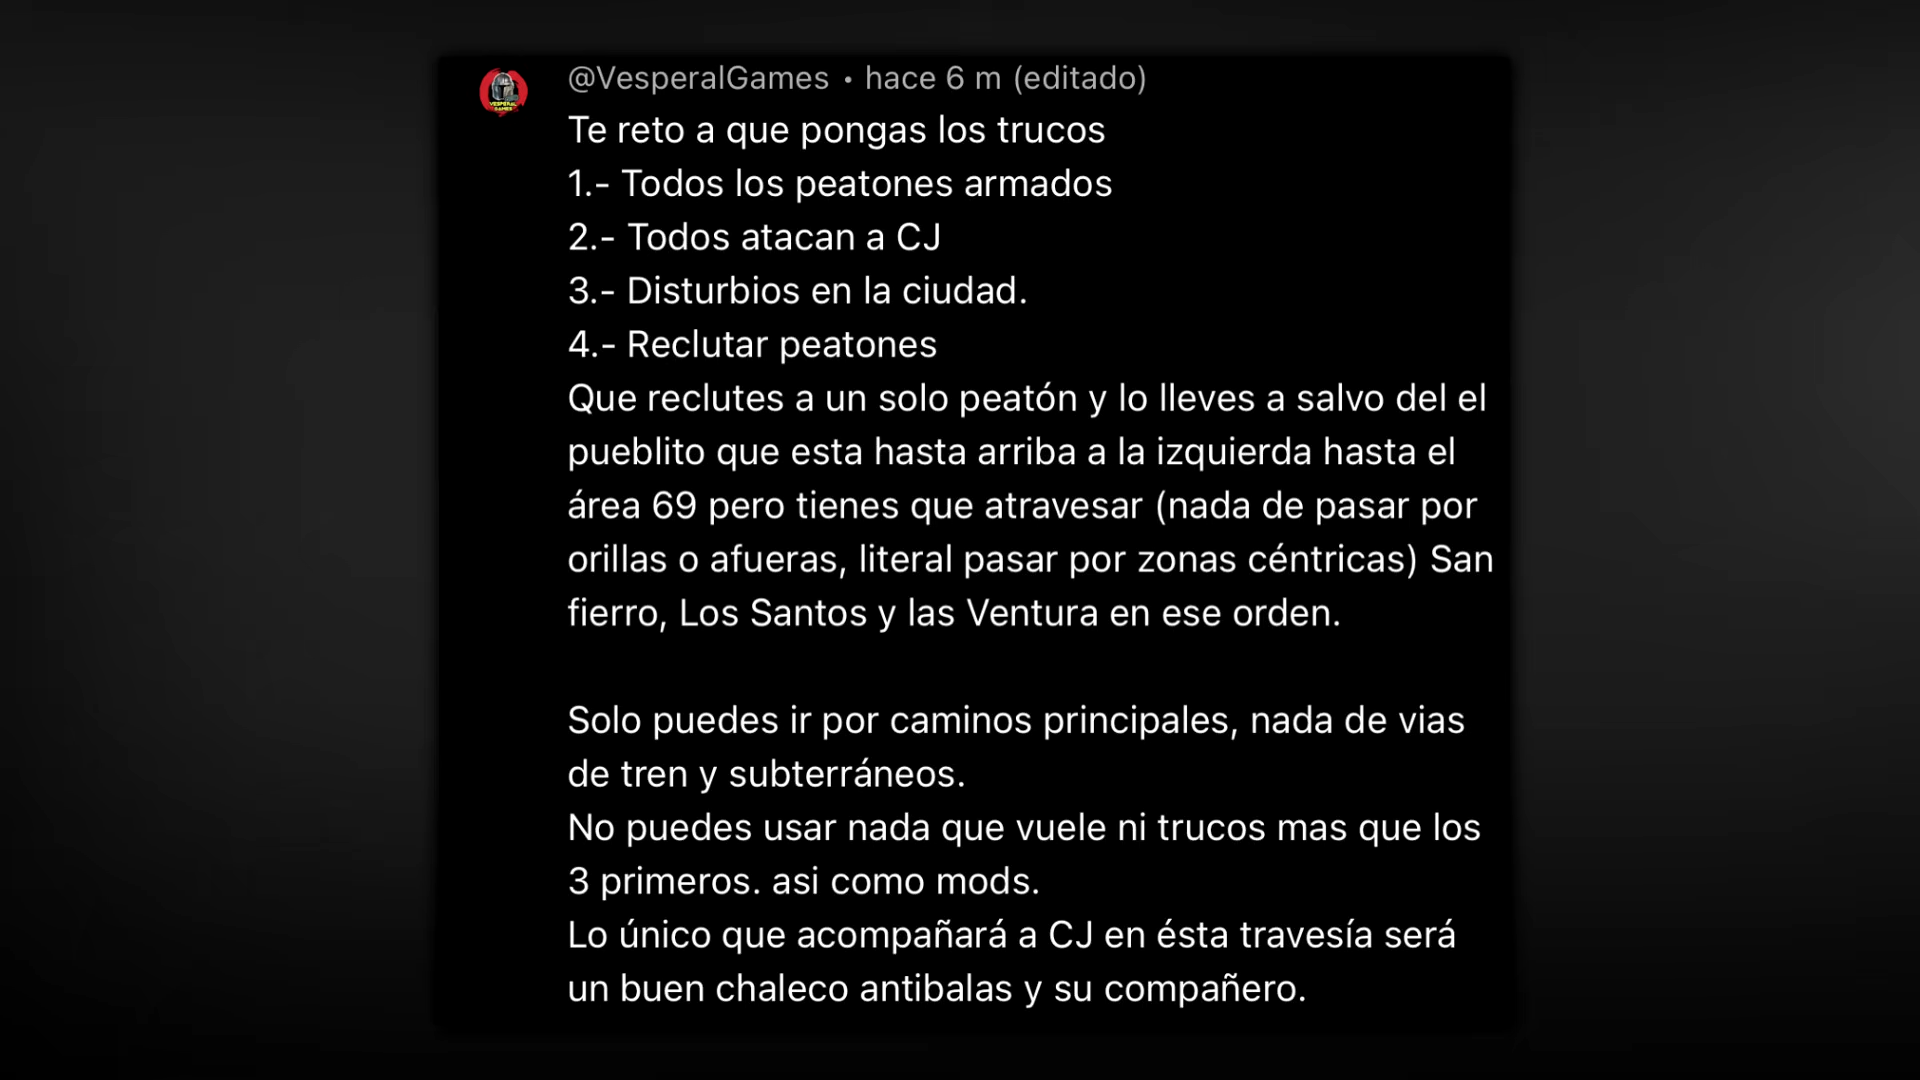 @VesperalGames • hace 6 m (editado)
Te reto a que pongas los trucos
1.- Todos los peatones armados
2.- Todos atacan a CJ
3.- Disturbios en la ciudad.
4.- Reclutar peatones
Que reclutes a un solo peatón y lo lleves a salvo del el
pueblito que esta hasta arriba a la izquierda hasta el
área 69 pero tienes que atravesar (nada de pasar por
orillas o afueras, literal pasar por zonas céntricas) San
fierro, Los Santos y las Ventura en ese orden.
Solo puedes ir por caminos principales, nada de vias
de tren y subterráneos.
No puedes usar nada que vuele ni trucos mas que los
3 primeros. asi como mods.
Lo único que acompañará a CJ en ésta travesía será
un buen chaleco antibalas y su compañero.
VESPERAL
GAMES